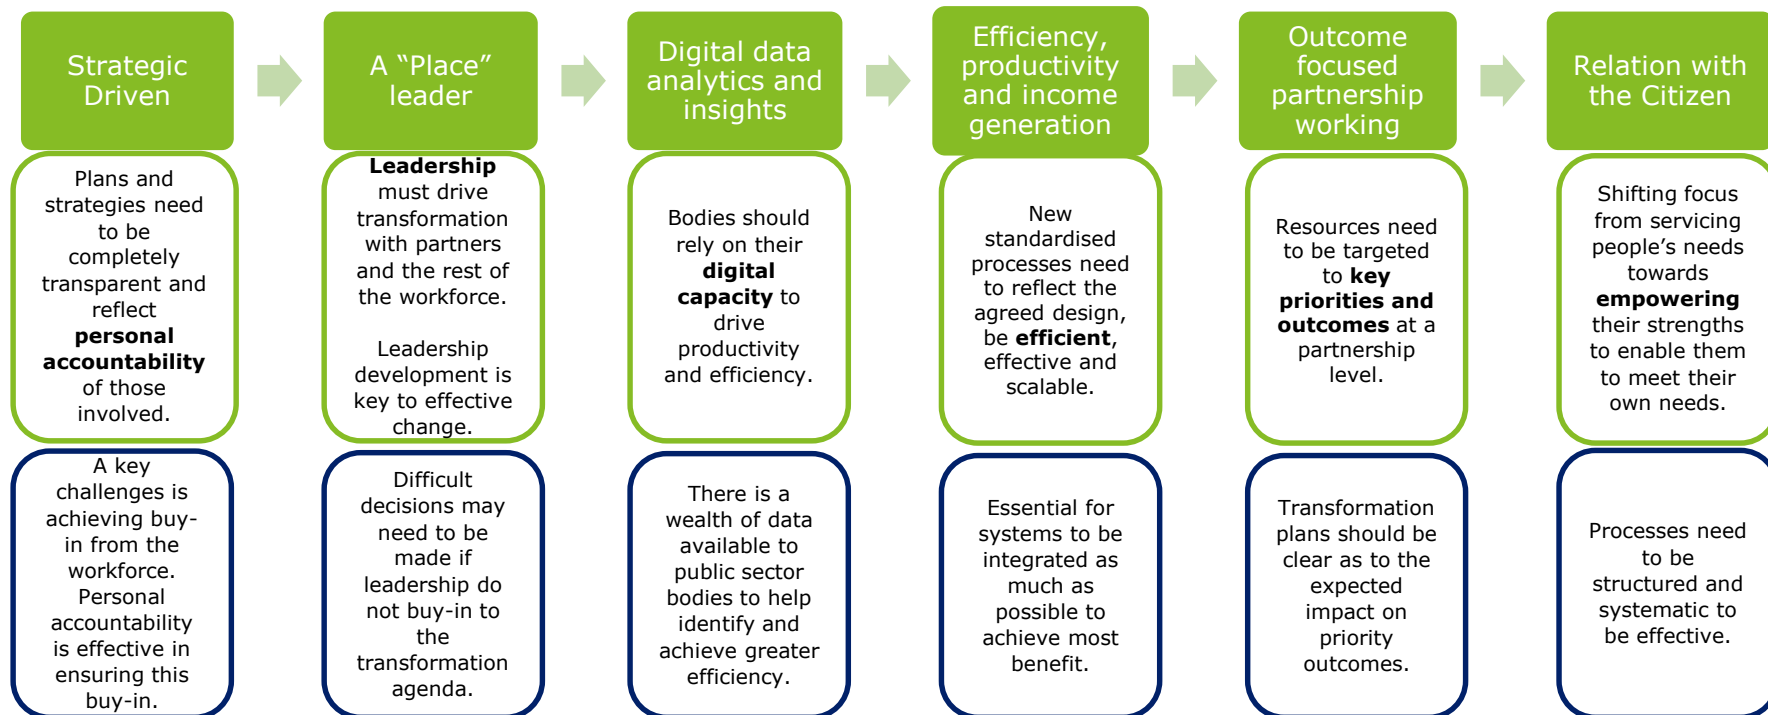 Strategic
Driven
A “Place”
leader
Digital data
analytics and
insights
Efficiency,
productivity
and income
generation
Outcome
focused
partnership
working
Relation with
the Citizen
Plans and
strategies need
to be
completely
transparent and
reflect
personal
accountability
of those
involved.
Leadership
must drive
transformation
with partners
and the rest of
the workforce.
Leadership
development is
key to effective
change.
Bodies should
rely on their
digital
capacity to
drive
productivity
and efficiency.
New
standardised
processes need
to reflect the
agreed design,
be efficient,
effective and
scalable.
Resources need
to be targeted
to key
priorities and
outcomes at a
partnership
level.
Shifting focus
from servicing
people’s needs
towards
empowering
their strengths
to enable them
to meet their
own needs.
A key
challenges is
achieving buy-
in from the
workforce.
Personal
accountability
is effective in
ensuring this
buy-in.
Difficult
decisions may
need to be
made if
leadership do
not buy-in to
the
transformation
agenda.
There is a
wealth of data
available to
public sector
bodies to help
identify and
achieve greater
efficiency.
Essential for
systems to be
integrated as
much as
possible to
achieve most
benefit.
Transformation
plans should be
clear as to the
expected
impact on
priority
outcomes.
Processes need
to be
structured and
systematic to
be effective.